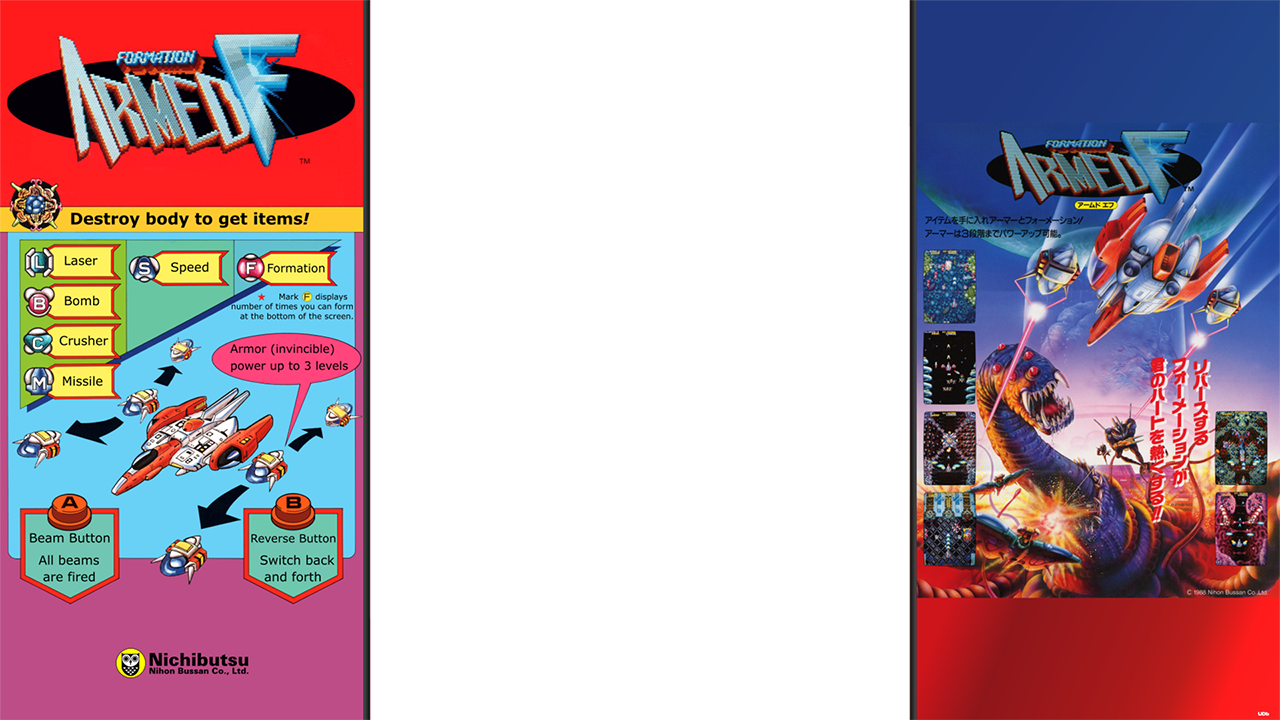 FORMATION
ARMED F
TM
Destroy body to get items!
L
Laser
B
Bomb
C
Crusher
M
Missile
S
Speed
F
Formation
★ Mark F displays
number of times you can form
at the bottom of the screen.
Armor (invincible)
power up to 3 levels
A
Beam Button
All beams
are fired
B
Reverse Button
Switch back
and forth
Nichibutsu
Nihon Bussan Co., Ltd.
FORMATION
ARMED F
TM
アームド エフ
アイテムを手に入れアーマーとフォーメーション!
アーマーは3段階までパワーアップ可能。
リバースする
フォーメーションが
君のハートを熱くする!!
© 1988 Nihon Bussan Co.,Ltd.